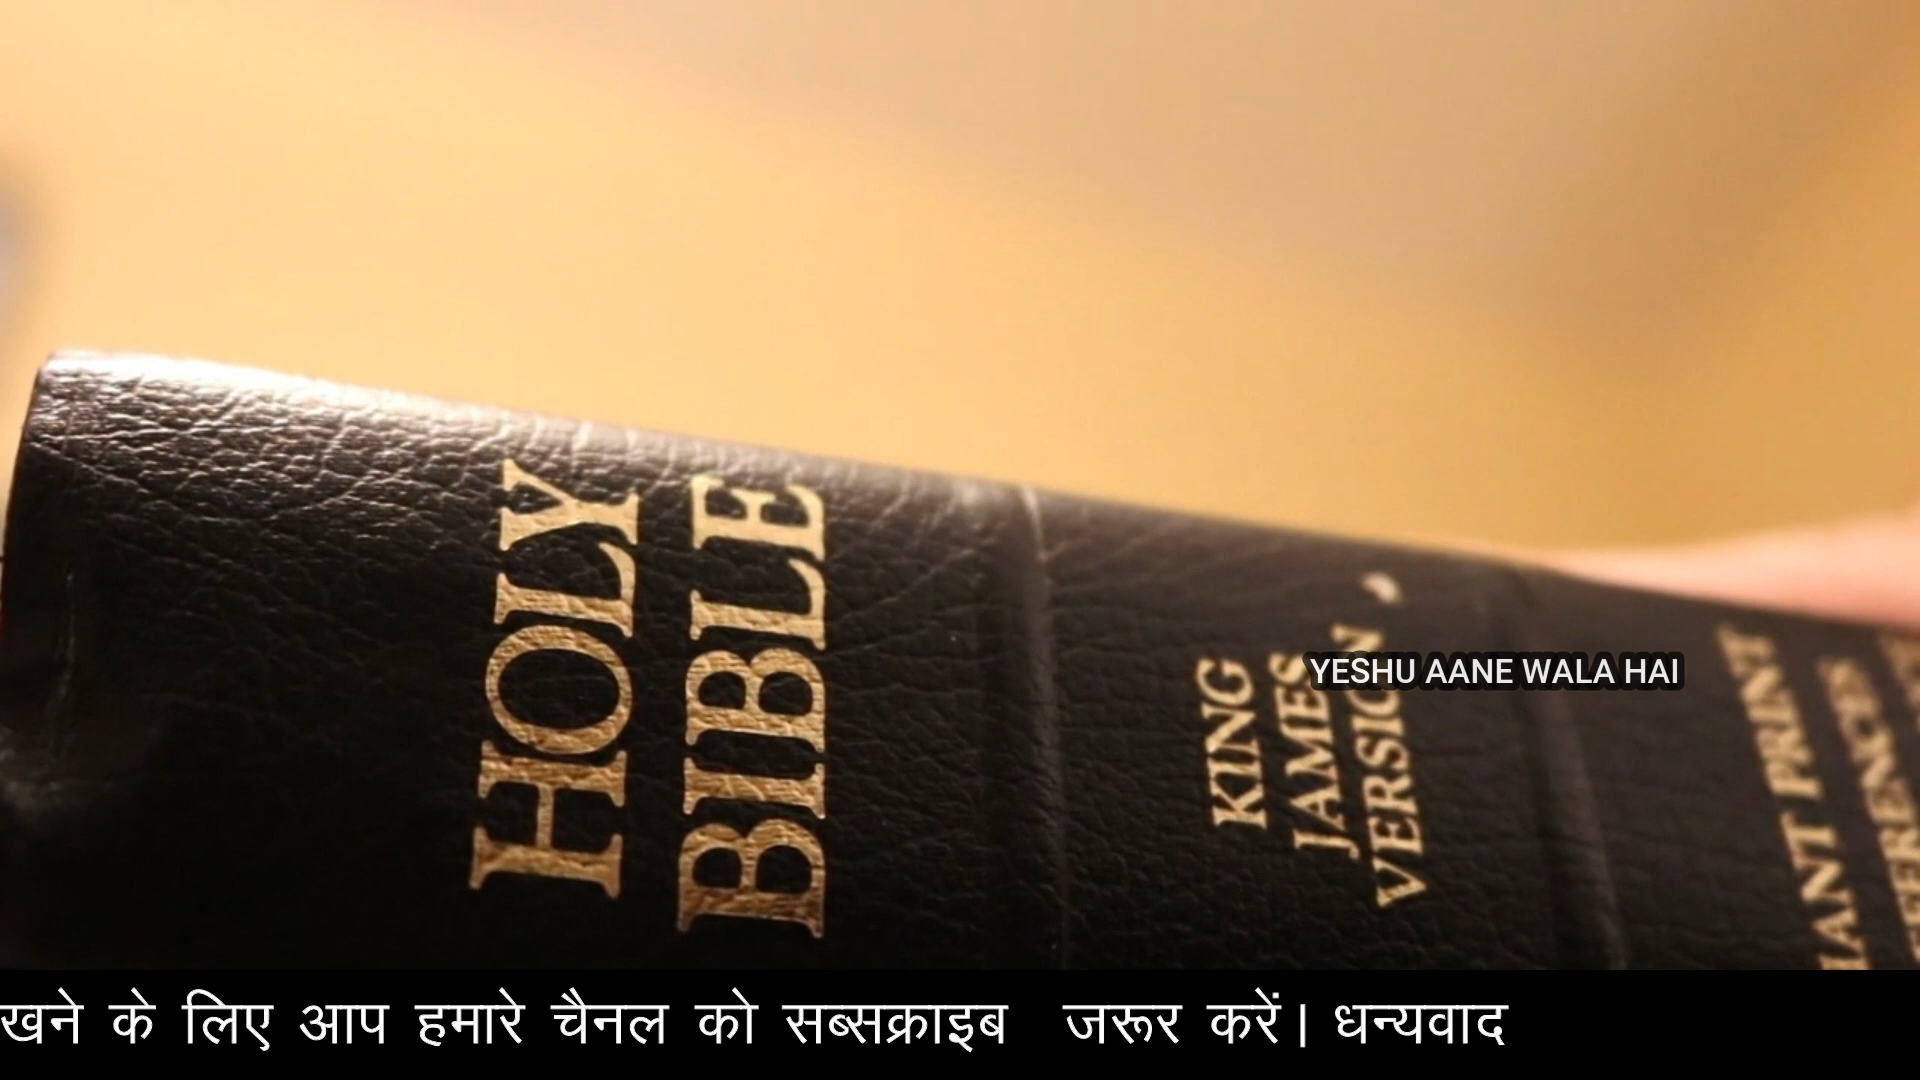 HOLY
BIBLE
KING
JAMES
VERSION
YESHU AANE WALA HAI
PRINT
खने के लिए आप हमारे चैनल को सब्सक्राइब जरूर करें| धन्यवाद